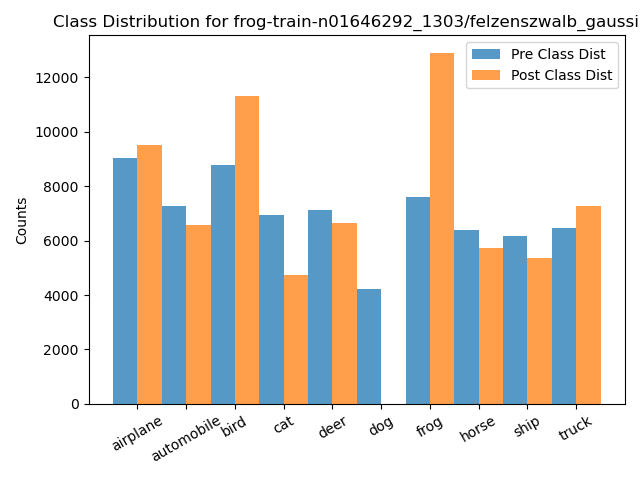 Class Distribution for frog-train-n01646292_1303/felzenszwalb_gaussi
Pre Class Dist
Post Class Dist
Counts
12000
10000
8000
6000
4000
2000
0
airplane
automobile
bird
cat
deer
dog
frog
horse
ship
truck